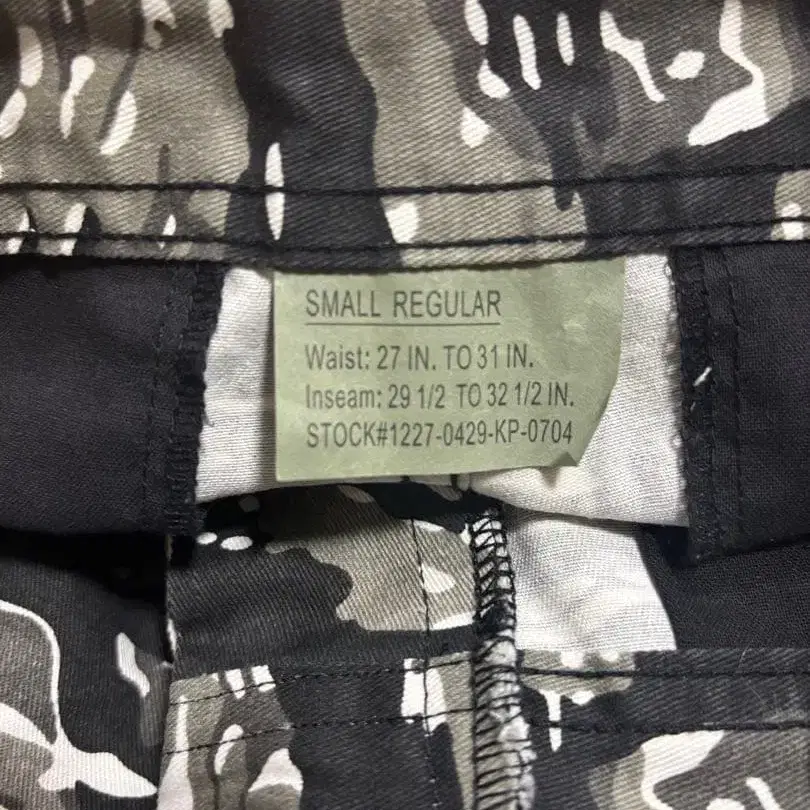 SMALL REGULAR
Waist: 27 IN. TO 31 IN.
Inseam: 29 1/2 TO 32 1/2 IN.
STOCK#1227-0429-KP-0704